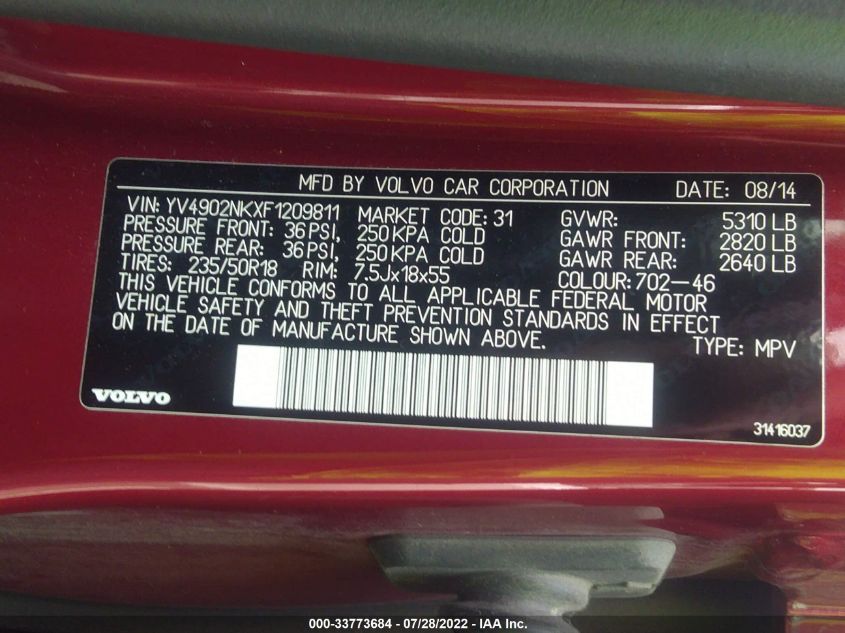 MFD BY VOLVO CAR CORPORATION DATE: 08/14
VIN: YV4902NKXF1209811 MARKET CODE: 31 GVWR: 5310 LB
PRESSURE FRONT: 36 PSI, 250 KPA COLD GAWR FRONT: 2820 LB
PRESSURE REAR: 36 PSI, 250 KPA COLD GAWR REAR: 2640 LB
TIRES: 235/50R18 RIM: 7.5Jx18x55 COLOUR: 702-46
THIS VEHICLE CONFORMS TO ALL APPLICABLE FEDERAL MOTOR
VEHICLE SAFETY AND THEFT PREVENTION STANDARDS IN EFFECT
ON THE DATE OF MANUFACTURE SHOWN ABOVE. TYPE: MPV
VOLVO
31416037
000-33773684 / 07/28/2022 - IAA Inc.